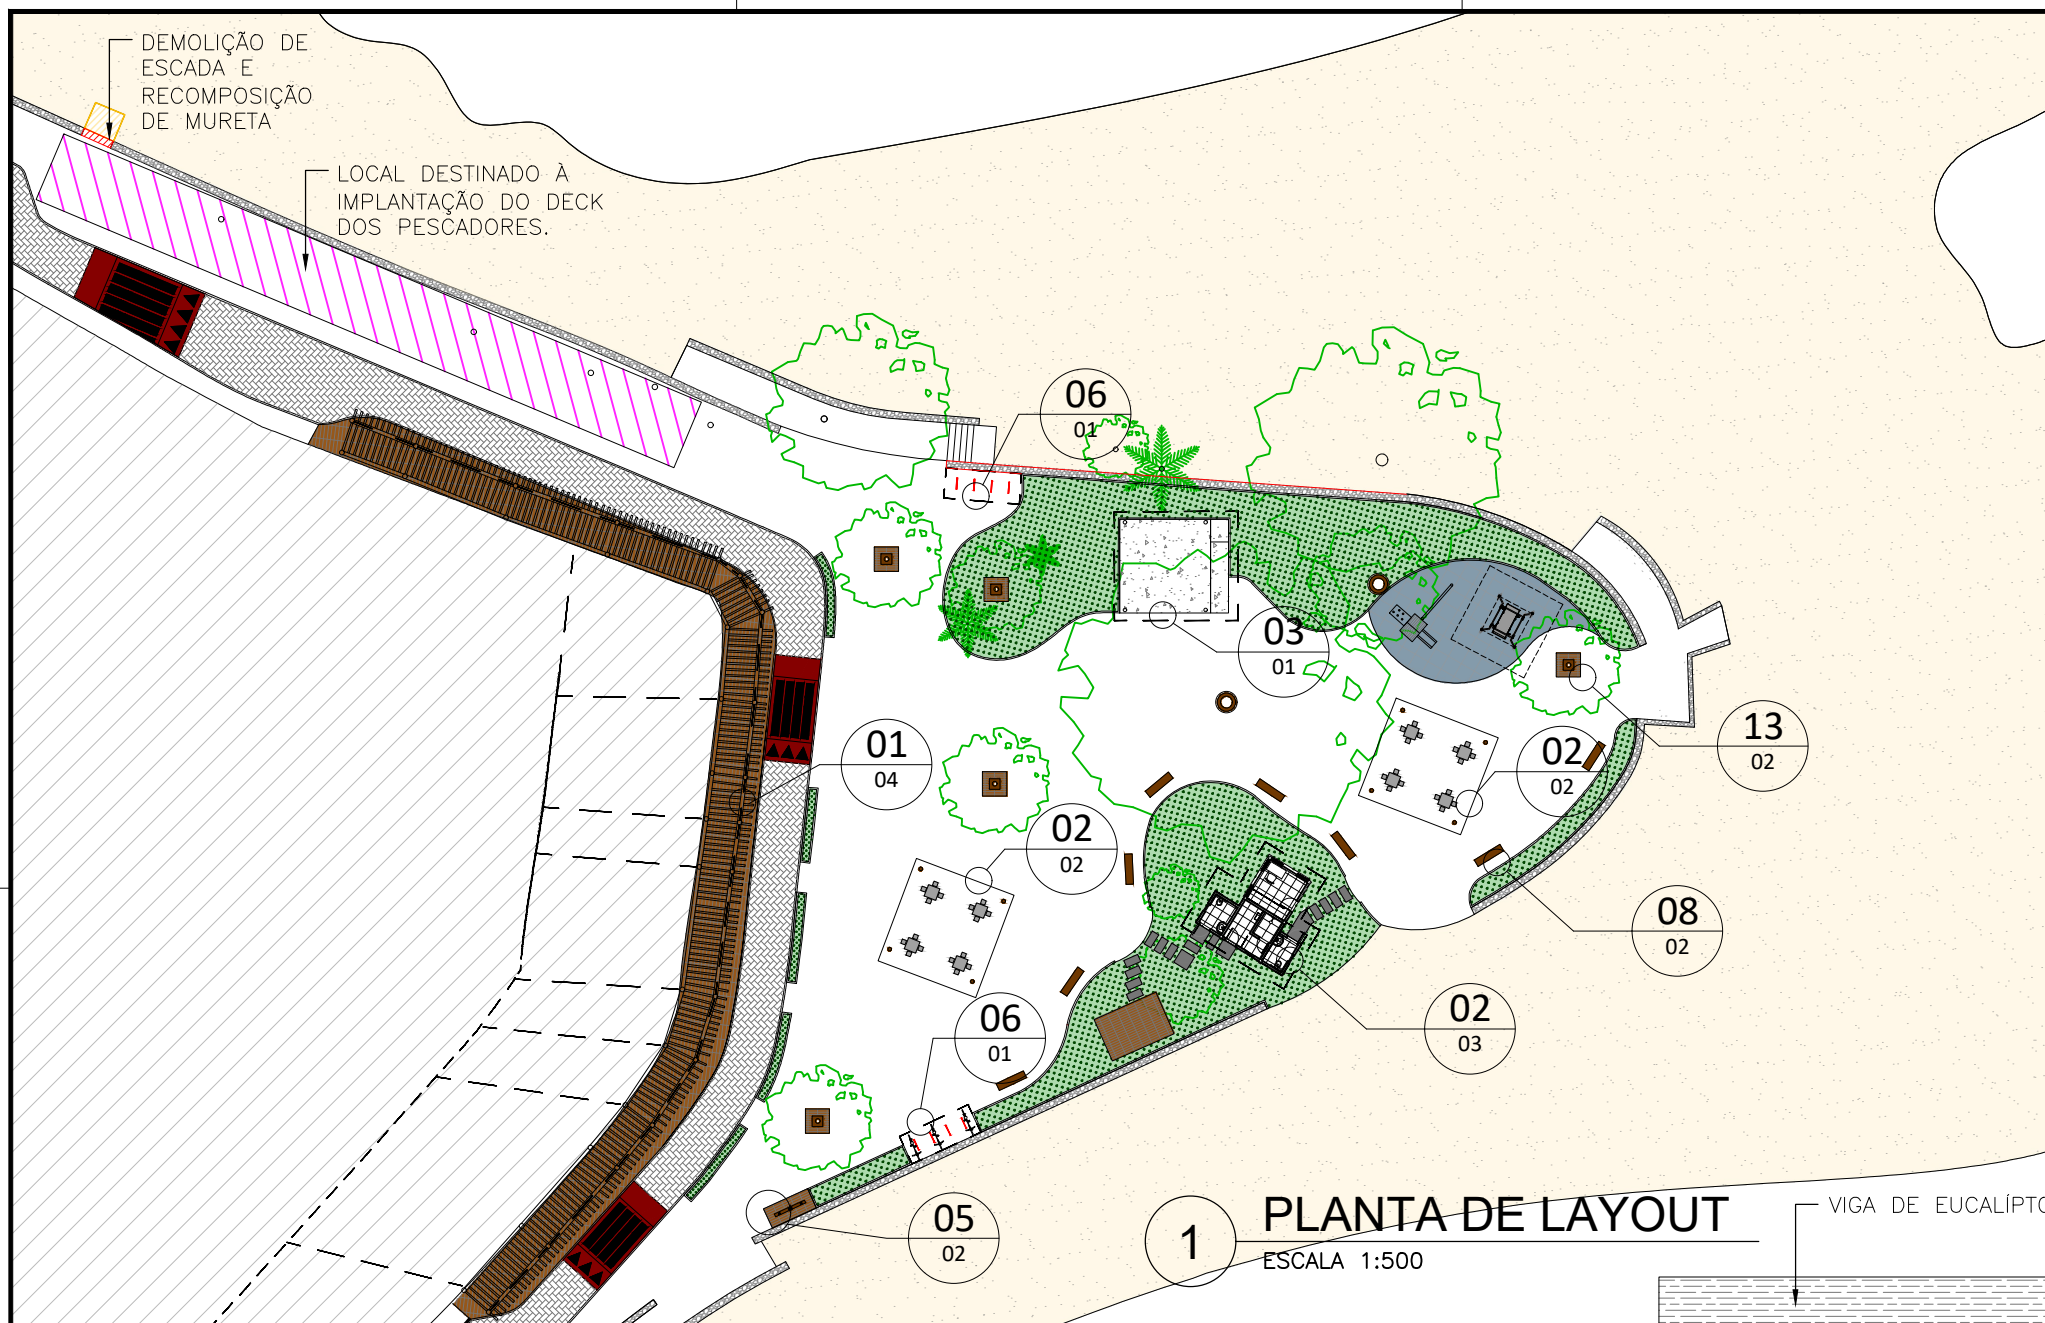 DEMOLIÇÃO DE
ESCADA E
RECOMPOSIÇÃO
DE MURETA
LOCAL DESTINADO À
IMPLANTAÇÃO DO DECK
DOS PESCADORES.
06
01
03
01
13
02
01
04
02
02
02
02
08
02
06
01
02
03
05
02
1
PLANTA DE LAYOUT
ESCALA 1:500
VIGA DE EUCALÍPTO